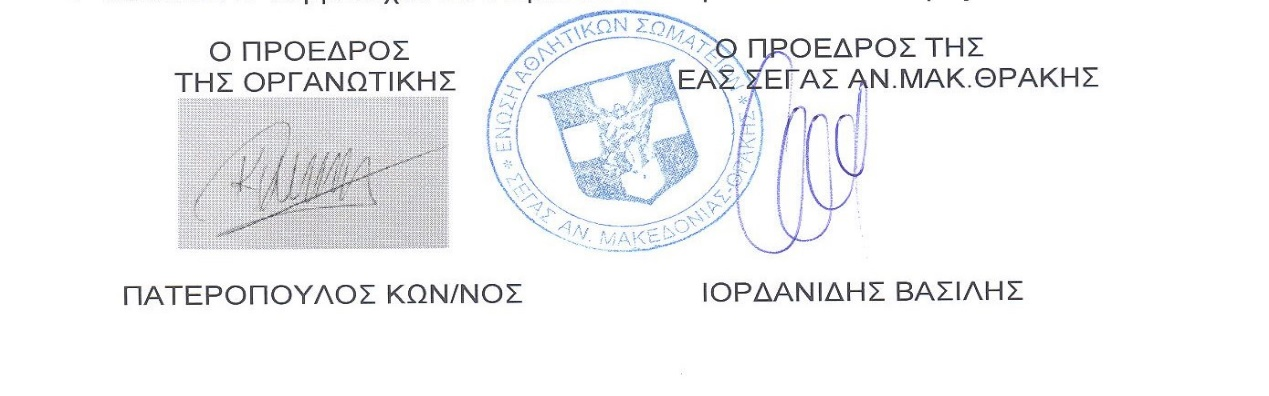 Ο ΠΡΟΕΔΡΟΣ
ΤΗΣ ΟΡΓΑΝΩΤΙΚΗΣ
ΠΑΤΕΡΟΠΟΥΛΟΣ ΚΩΝ/ΝΟΣ
* ΕΝΩΣΗ ΑΘΛΗΤΙΚΩΝ ΣΩΜΑΤΕΙΩΝ *
ΣΕΓΑΣ ΑΝ. ΜΑΚΕΔΟΝΙΑΣ-ΘΡΑΚΗΣ
Ο ΠΡΟΕΔΡΟΣ ΤΗΣ
ΕΑΣ ΣΕΓΑΣ ΑΝ.ΜΑΚ.ΘΡΑΚΗΣ
ΙΟΡΔΑΝΙΔΗΣ ΒΑΣΙΛΗΣ